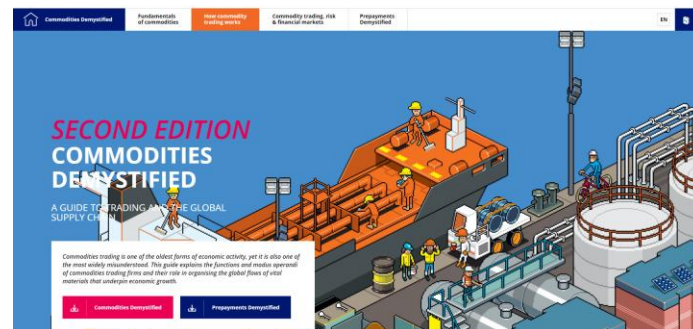 Commodities Demystified
Fundamentals
of commodities
How commodity
trading works
Commodity trading, risk
& financial markets
Prepayments
Demystified
EN
SECOND EDITION
COMMODITIES
DEMYSTIFIED
A GUIDE TO TRADING AND THE GLOBAL
SUPPLY CHAIN
Commodities trading is one of the oldest forms of economic activity, yet it is also one of
the most widely misunderstood. This guide explains the functions and modus operandi
of commodities trading firms and their role in organising the global flows of vital
materials that underpin economic growth.
Commodities Demystified
Prepayments Demystified